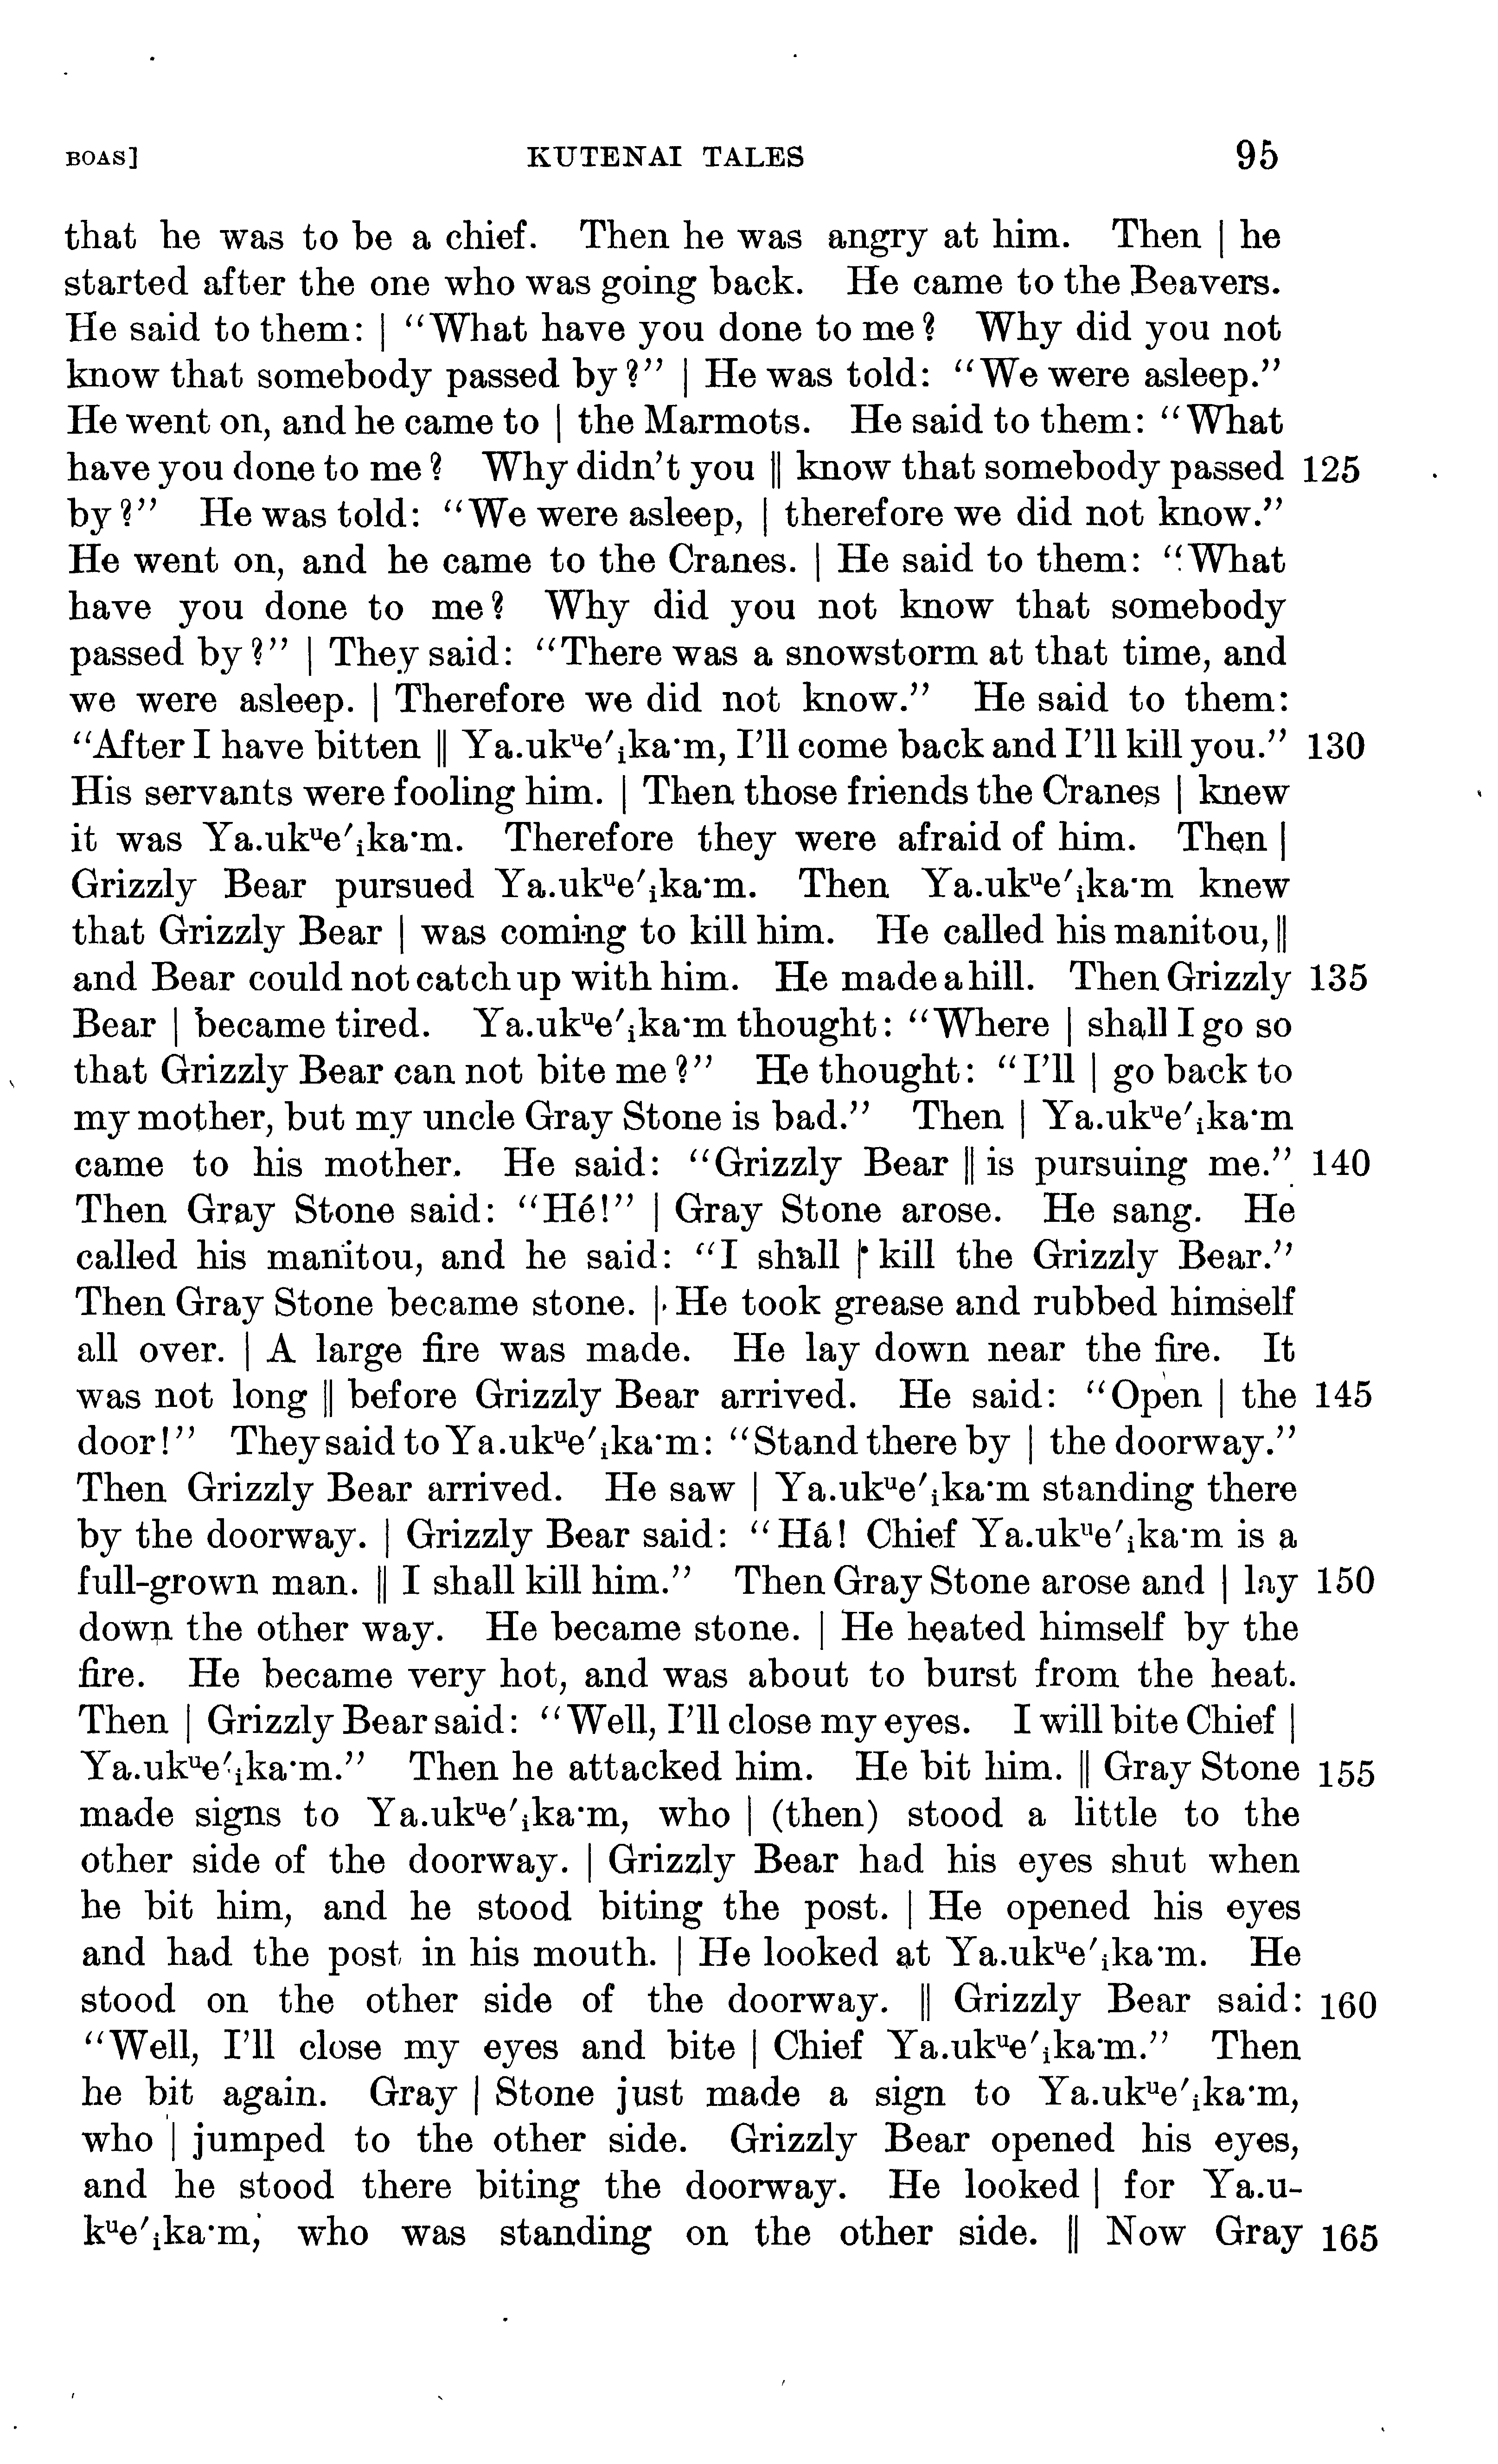 BOAS] KUTENAI TALES 95
that he was to be a chief. Then he was angry at him. Then | he
started after the one who was going back. He came to the Beavers.
He said to them: | “What have you done to me? Why did you not
know that somebody passed by?” | He was told: “We were asleep.”
He went on, and he came to | the Marmots. He said to them: “What
have you done to me? Why didn’t you || know that somebody passed 125
by?” He was told: “We were asleep, | therefore we did not know.”
He went on, and he came to the Cranes. | He said to them: “What
have you done to me? Why did you not know that somebody
passed by?” | They said: “There was a snowstorm at that time, and
we were asleep. | Therefore we did not know.” He said to them:
“After I have bitten || Ya.ukᵘe′ᵢka·m, I’ll come back and I’ll kill you.” 130
His servants were fooling him. | Then those friends the Cranes | knew
it was Ya.ukᵘe′ᵢka·m. Therefore they were afraid of him. Then |
Grizzly Bear pursued Ya.ukᵘe′ᵢka·m. Then Ya.ukᵘe′ᵢka·m knew
that Grizzly Bear | was coming to kill him. He called his manitou, ||
and Bear could not catch up with him. He made a hill. Then Grizzly 135
Bear | became tired. Ya.ukᵘe′ᵢka·m thought: “Where | shall I go so
that Grizzly Bear can not bite me?” He thought: “I’ll | go back to
my mother, but my uncle Gray Stone is bad.” Then | Ya.ukᵘe′ᵢka·m
came to his mother. He said: “Grizzly Bear || is pursuing me.” 140
Then Gray Stone said: “Hé!” | Gray Stone arose. He sang. He
called his manitou, and he said: “I shall | kill the Grizzly Bear.”
Then Gray Stone became stone. | He took grease and rubbed himself
all over. | A large fire was made. He lay down near the fire. It
was not long || before Grizzly Bear arrived. He said: “Open | the 145
door!” They said to Ya.ukᵘe′ᵢka·m: “Stand there by | the doorway.”
Then Grizzly Bear arrived. He saw | Ya.ukᵘe′ᵢka·m standing there
by the doorway. | Grizzly Bear said: “Há! Chief Ya.ukᵘe′ᵢka·m is a
full-grown man. || I shall kill him.” Then Gray Stone arose and | lay 150
down the other way. He became stone. | He heated himself by the
fire. He became very hot, and was about to burst from the heat.
Then | Grizzly Bear said: “Well, I’ll close my eyes. I will bite Chief |
Ya.ukᵘe′ᵢka·m.” Then he attacked him. He bit him. || Gray Stone 155
made signs to Ya.ukᵘe′ᵢka·m, who | (then) stood a little to the
other side of the doorway. | Grizzly Bear had his eyes shut when
he bit him, and he stood biting the post. | He opened his eyes
and had the post in his mouth. | He looked at Ya.ukᵘe′ᵢka·m. He
stood on the other side of the doorway. || Grizzly Bear said: 160
“Well, I’ll close my eyes and bite | Chief Ya.ukᵘe′ᵢka·m.” Then
he bit again. Gray | Stone just made a sign to Ya.ukᵘe′ᵢka·m,
who | jumped to the other side. Grizzly Bear opened his eyes,
and he stood there biting the doorway. He looked | for Ya.u-
kᵘe′ᵢka·m, who was standing on the other side. || Now Gray 165